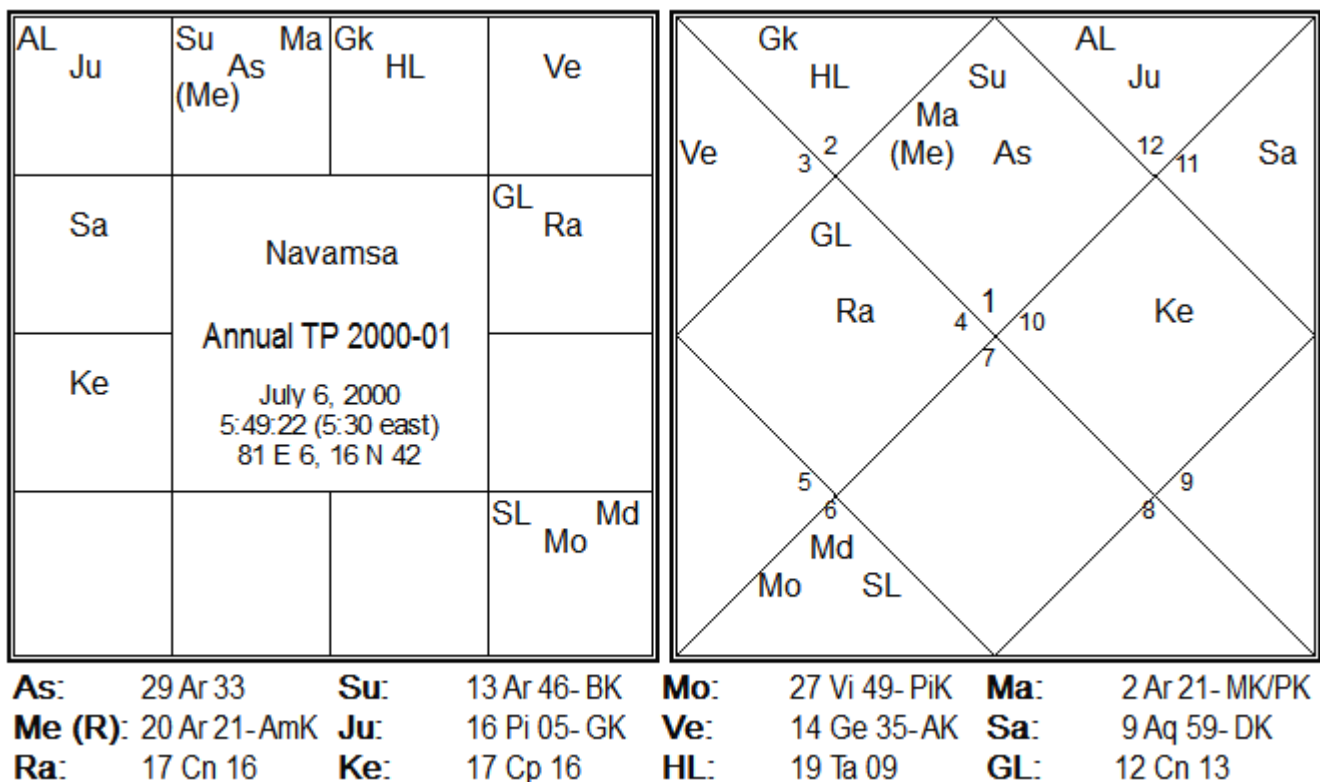 AL Su Ma Gk
Ju As HL Ve
(Me)
GL
Sa Ra
Navamsa
Annual TP 2000-01
Ke
July 6, 2000
5:49:22 (5:30 east)
81 E 6, 16 N 42
SL Md
Mo
Gk AL
HL Su Ju
Ma
Ve 3 2 (Me) As 12 11 Sa
GL
Ra 4 1 10 Ke
7
5 9
6 8
Md
Mo SL
As: 29 Ar 33 Su: 13 Ar 46- BK Mo: 27 Vi 49- PiK Ma: 2 Ar 21- MK/PK
Me (R): 20 Ar 21- AmK Ju: 16 Pi 05- GK Ve: 14 Ge 35- AK Sa: 9 Aq 59- DK
Ra: 17 Cn 16 Ke: 17 Cp 16 HL: 19 Ta 09 GL: 12 Cn 13